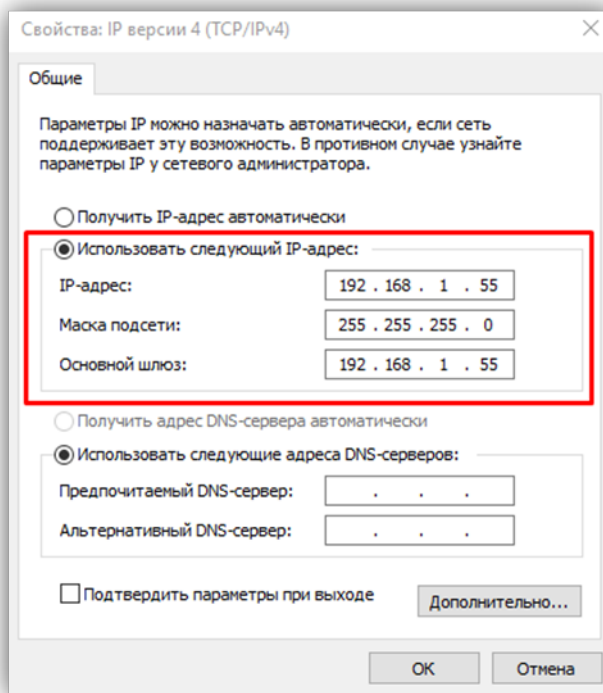 Свойства: IP версии 4 (TCP/IPv4)
Общие
Параметры IP можно назначать автоматически, если сеть
поддерживает эту возможность. В противном случае узнайте
параметры IP у сетевого администратора.
Получить IP-адрес автоматически
Использовать следующий IP-адрес:
IP-адрес: 192 . 168 . 1 . 55
Маска подсети: 255 . 255 . 255 . 0
Основной шлюз: 192 . 168 . 1 . 55
Получить адрес DNS-сервера автоматически
Использовать следующие адреса DNS-серверов:
Предпочитаемый DNS-сервер: . . .
Альтернативный DNS-сервер: . . .
Подтвердить параметры при выходе
Дополнительно...
ОК Отмена